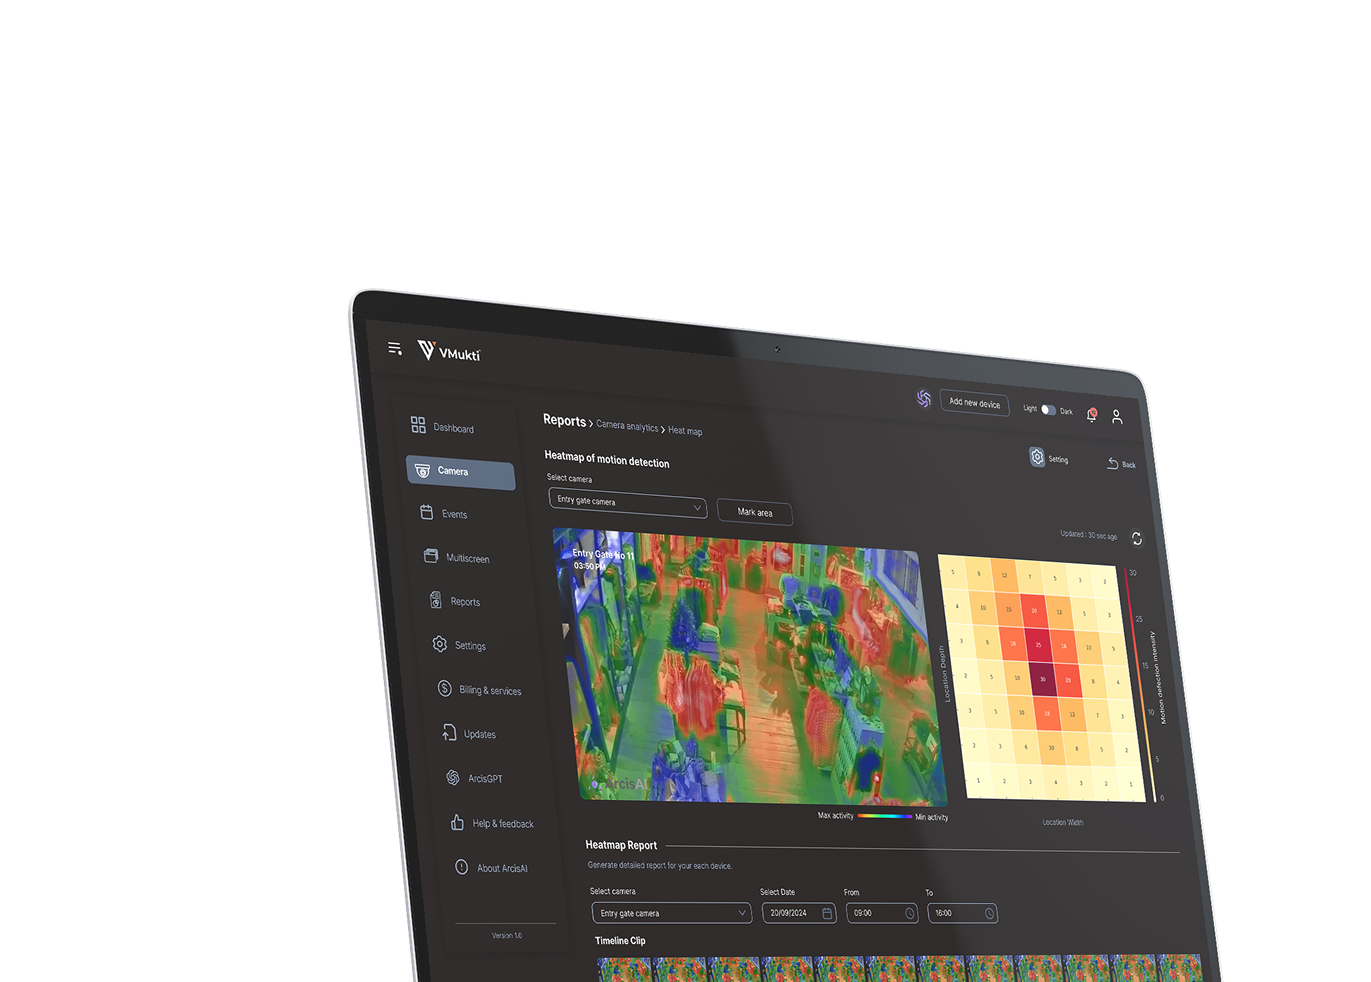 VMukti
Add new device
Light
Dark
Dashboard
Camera
Events
Multiscreen
Reports
Settings
Billing & services
Updates
ArcisGPT
Help & feedback
About ArcisAI
Version 1.0
Reports > Camera analytics > Heat map
Setting
Back
Heatmap of motion detection
Select camera
Entry gate camera
Mark area
Updated : 30 sec ago
Entry Gate No 11
03:50 PM
ArcisAI
Max activity
Min activity
Location Depth
5 8 12 7 5 3 2
4 10 15 19 12 5 3
3 8 18 25 18 10 5
2 5 10 30 20 8 4
3 5 10 18 12 7 3
2 3 6 10 8 5 2
1 2 3 4 3 2 1
Location Width
30
25
15
10
5
0
Motion detection intensity
Heatmap Report
Generate detailed report for your each device.
Select camera
Entry gate camera
Select Date
20/09/2024
From
09:00
To
16:00
Timeline Clip